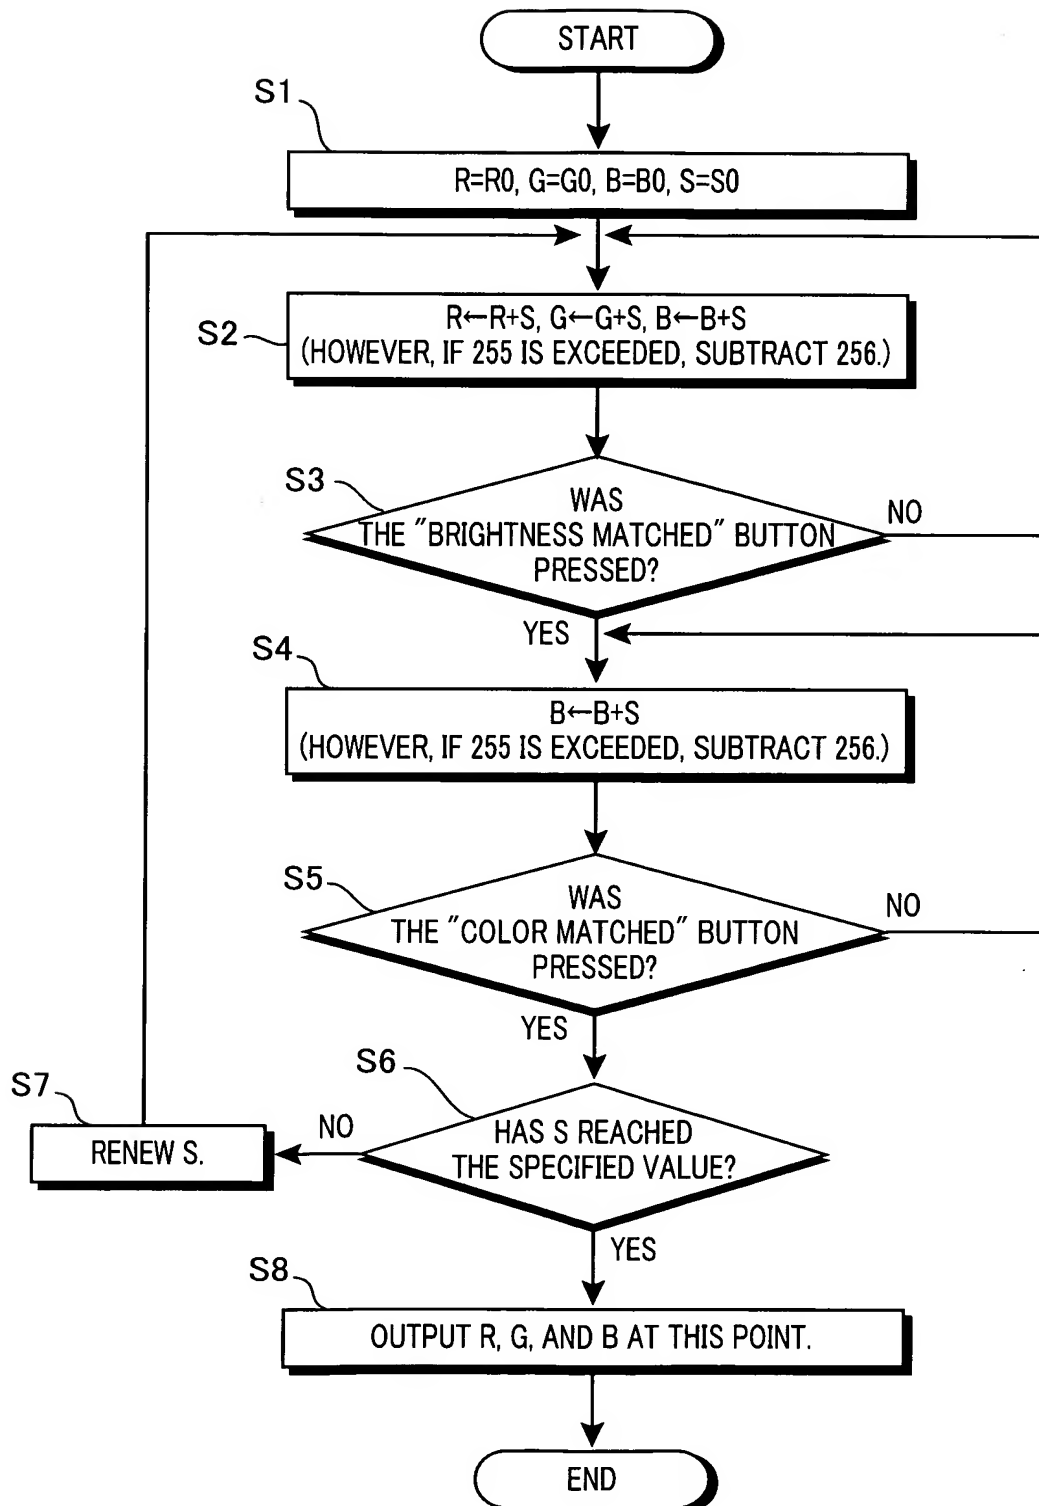 START
S1
R=R0, G=G0, B=B0, S=S0
S2
R←R+S, G←G+S, B←B+S
(HOWEVER, IF 255 IS EXCEEDED, SUBTRACT 256.)
S3
WAS
THE "BRIGHTNESS MATCHED" BUTTON
PRESSED?
NO
YES
S4
B←B+S
(HOWEVER, IF 255 IS EXCEEDED, SUBTRACT 256.)
S5
WAS
THE "COLOR MATCHED" BUTTON
PRESSED?
NO
YES
S6
HAS S REACHED
THE SPECIFIED VALUE?
NO
S7
RENEW S.
YES
S8
OUTPUT R, G, AND B AT THIS POINT.
END